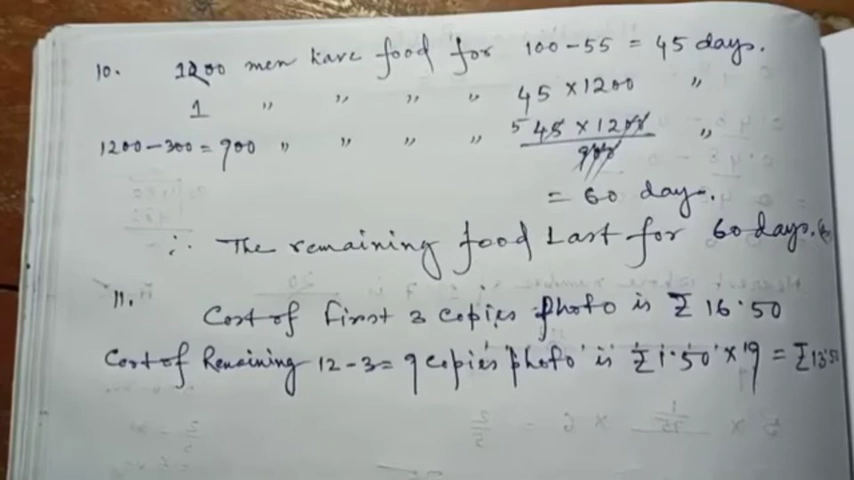 10. 1200 men have food for 100-55 = 45 days.
1 " " " " 45 x 1200 "
1200-300 = 900 " " " " 5 45 x 1200 / 900 "
= 60 days.
∴ The remaining food Last for 60 days.
11. Cost of first 3 copies photo is ₹ 16.50
Cost of Remaining 12-3 = 9 copies photo is ₹ 1.50 x 9 = ₹ 13.50